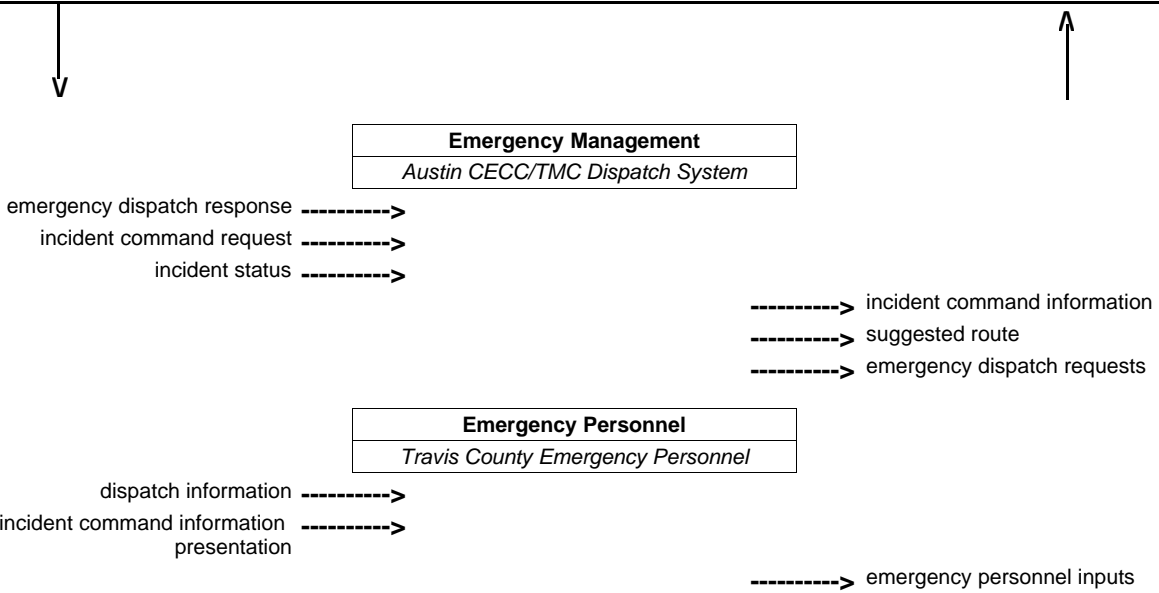 Emergency Management
Austin CECC/TMC Dispatch System
emergency dispatch response
incident command request
incident status
incident command information
suggested route
emergency dispatch requests
Emergency Personnel
Travis County Emergency Personnel
dispatch information
incident command information
presentation
emergency personnel inputs